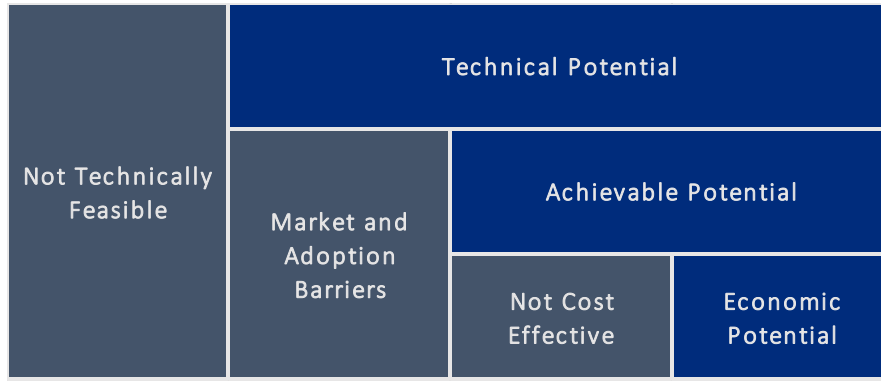 Technical Potential
Not Technically
Feasible
Achievable Potential
Market and
Adoption
Barriers
Not Cost
Effective
Economic
Potential